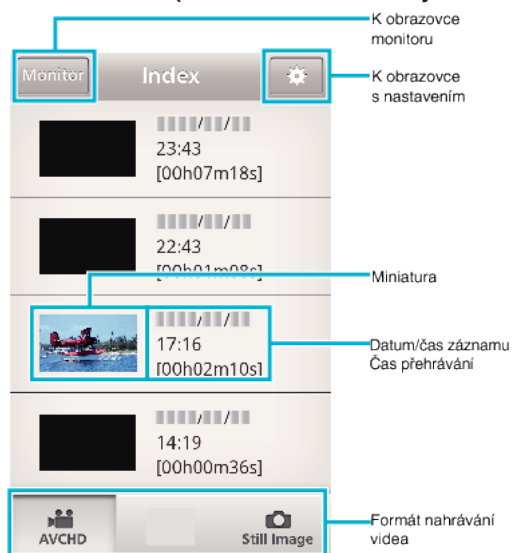 K obrazovce
monitoru
Monitor
Index
K obrazovce
s nastavením
23:43
[00h07m18s]
22:43
[00h01m08s]
Miniatura
17:16
[00h02m10s]
Datum/čas záznamu
Čas přehrávání
14:19
[00h00m36s]
AVCHD
Still Image
Formát nahrávání
videa